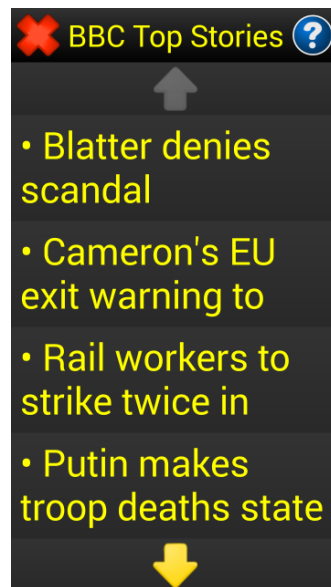 BBC Top Stories ?
• Blatter denies
scandal
• Cameron's EU
exit warning to
• Rail workers to
strike twice in
• Putin makes
troop deaths state